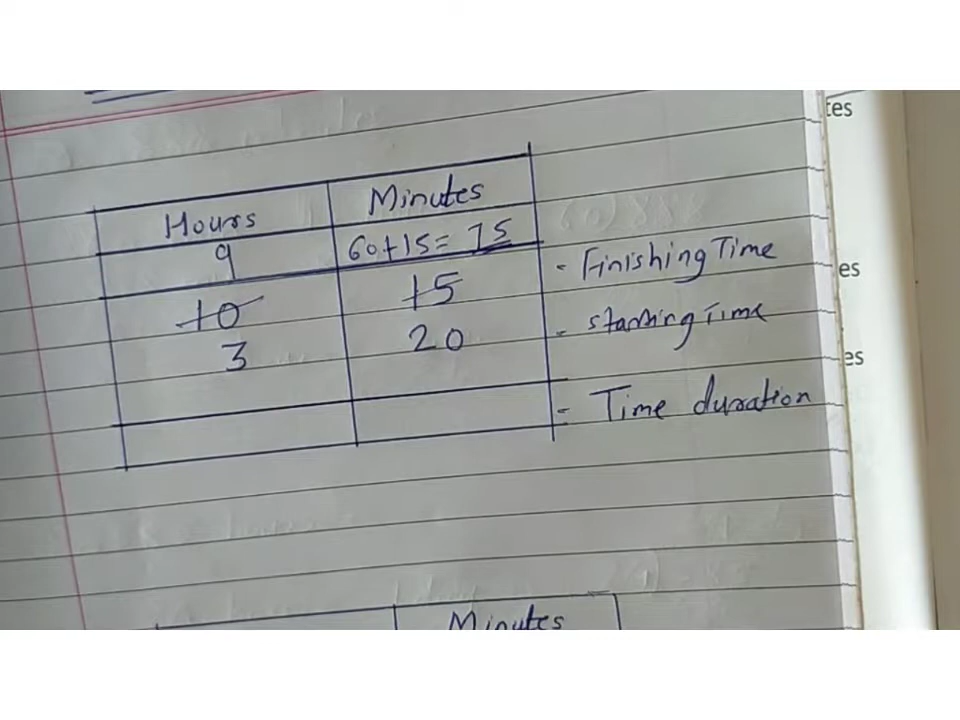 tes
Hours Minutes
9 60+15= 75
10 15 - Finishing Time
es
3 20 - Starting Time
es
- Time duration
Minutes